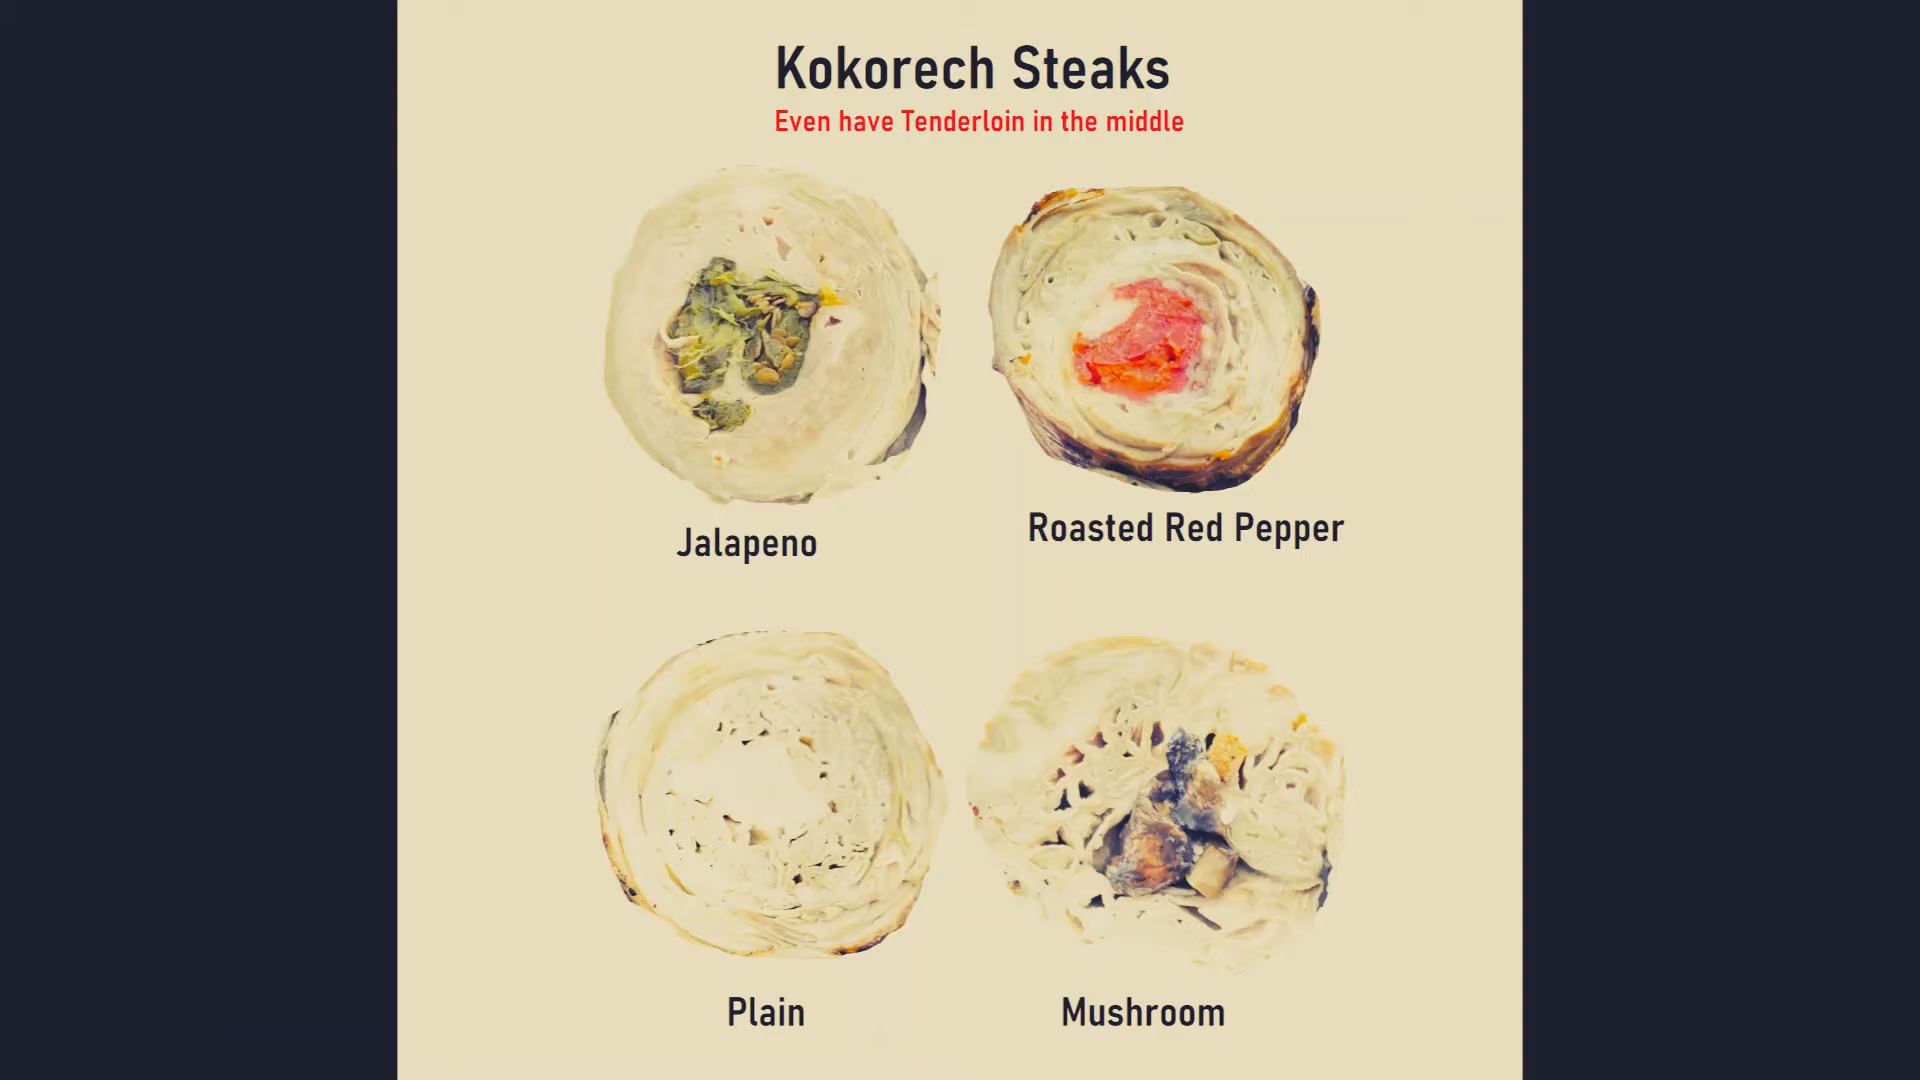 Kokorech Steaks
Even have Tenderloin in the middle
Jalapeno
Roasted Red Pepper
Plain
Mushroom